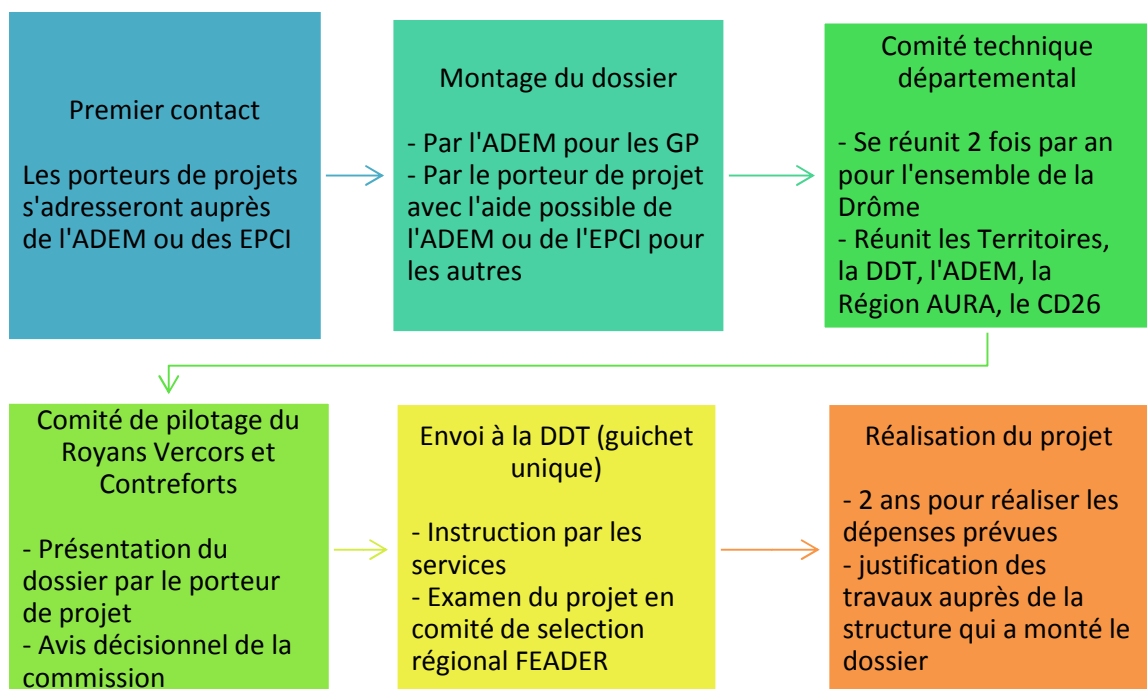 Premier contact
Les porteurs de projets
s'adresseront auprès
de l'ADEM ou des EPCI
Montage du dossier
- Par l'ADEM pour les GP
- Par le porteur de projet
avec l'aide possible de
l'ADEM ou de l'EPCI pour
les autres
Comité technique
départemental
- Se réunit 2 fois par an
pour l'ensemble de la
Drôme
- Réunit les Territoires,
la DDT, l'ADEM, la
Région AURA, le CD26
Comité de pilotage du
Royans Vercors et
Contreforts
- Présentation du
dossier par le porteur
de projet
- Avis décisionnel de la
commission
Envoi à la DDT (guichet
unique)
- Instruction par les
services
- Examen du projet en
comité de selection
régional FEADER
Réalisation du projet
- 2 ans pour réaliser les
dépenses prévues
- justification des
travaux auprès de la
structure qui a monté le
dossier